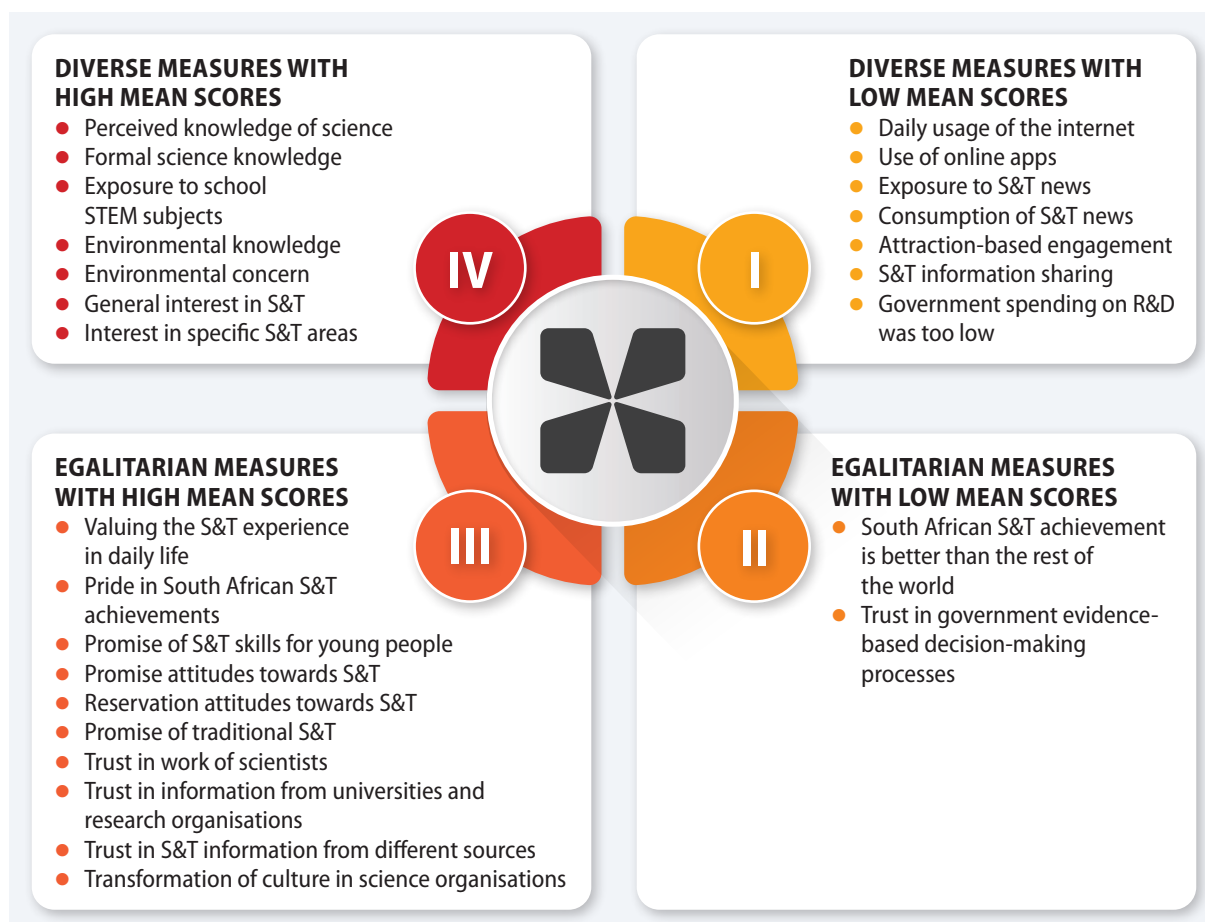 DIVERSE MEASURES WITH
HIGH MEAN SCORES
● Perceived knowledge of science
● Formal science knowledge
● Exposure to school
STEM subjects
● Environmental knowledge
● Environmental concern
● General interest in S&T
● Interest in specific S&T areas
IV
DIVERSE MEASURES WITH
LOW MEAN SCORES
● Daily usage of the internet
● Use of online apps
● Exposure to S&T news
● Consumption of S&T news
● Attraction-based engagement
● S&T information sharing
● Government spending on R&D
was too low
I
EGALITARIAN MEASURES
WITH HIGH MEAN SCORES
● Valuing the S&T experience
in daily life
● Pride in South African S&T
achievements
● Promise of S&T skills for young people
● Promise attitudes towards S&T
● Reservation attitudes towards S&T
● Promise of traditional S&T
● Trust in work of scientists
● Trust in information from universities and
research organisations
● Trust in S&T information from different sources
● Transformation of culture in science organisations
III
EGALITARIAN MEASURES
WITH LOW MEAN SCORES
● South African S&T achievement
is better than the rest of
the world
● Trust in government evidence-
based decision-making
processes
II